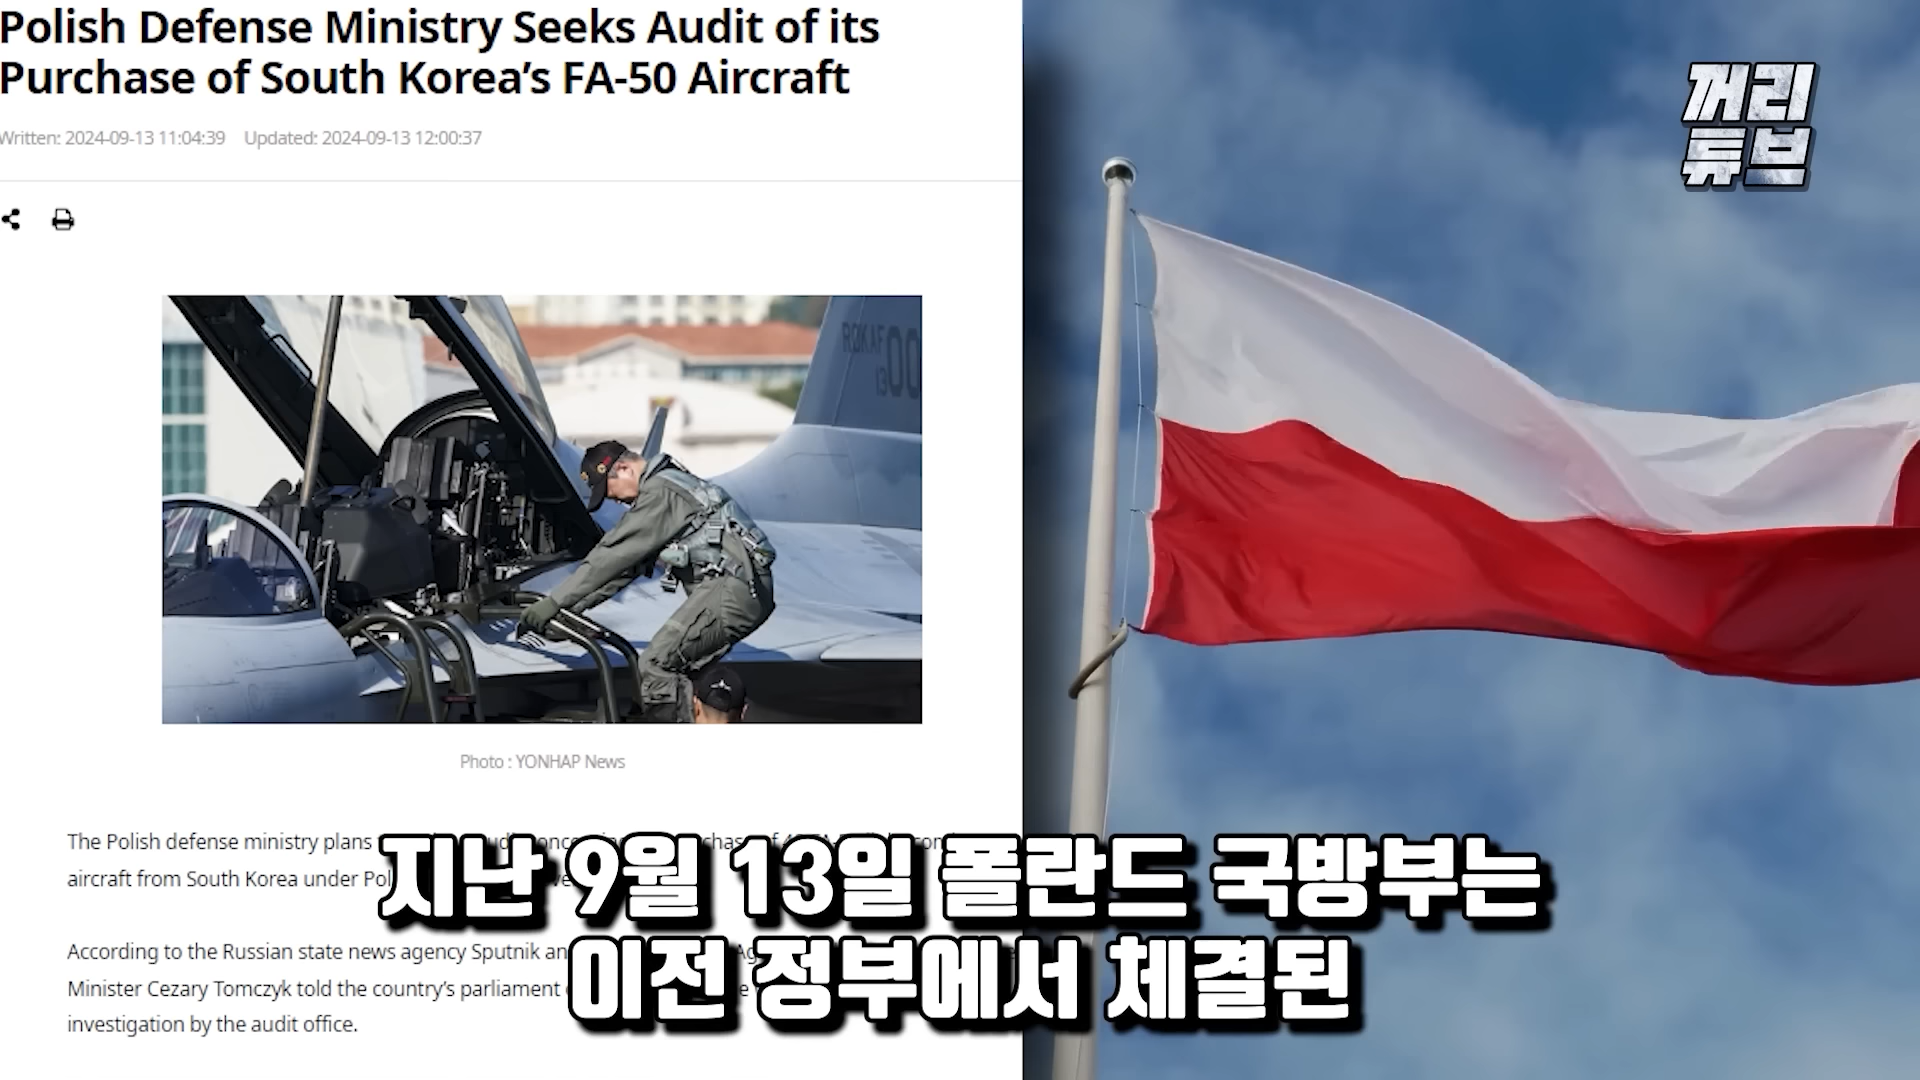 Polish Defense Ministry Seeks Audit of its
Purchase of South Korea's FA-50 Aircraft
Written: 2024-09-13 11:04:39 Updated: 2024-09-13 12:00:37
꺼리
튜브
ROKAF
13 00
Photo : YONHAP News
The Polish defense ministry plans
aircraft from South Korea under
According to the Russian state news agency Sputnik
Minister Cezary Tomczyk told the country's parliament
investigation by the audit office.
지난 9월 13일 폴란드 국방부는
이전 정부에서 체결된